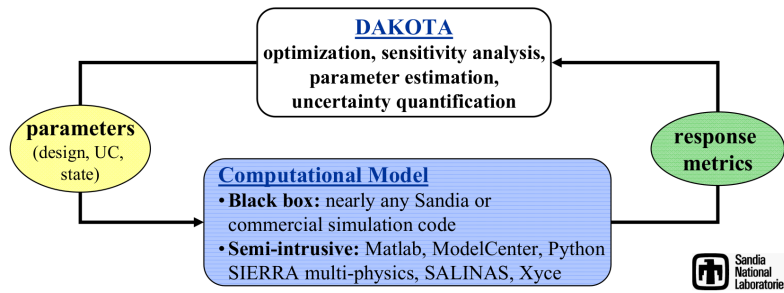 DAKOTA
optimization, sensitivity analysis,
parameter estimation,
uncertainty quantification
parameters
(design, UC,
state)
response
metrics
Computational Model
• Black box: nearly any Sandia or
commercial simulation code
• Semi-intrusive: Matlab, ModelCenter, Python
SIERRA multi-physics, SALINAS, Xyce
Sandia
National
Laboratorie